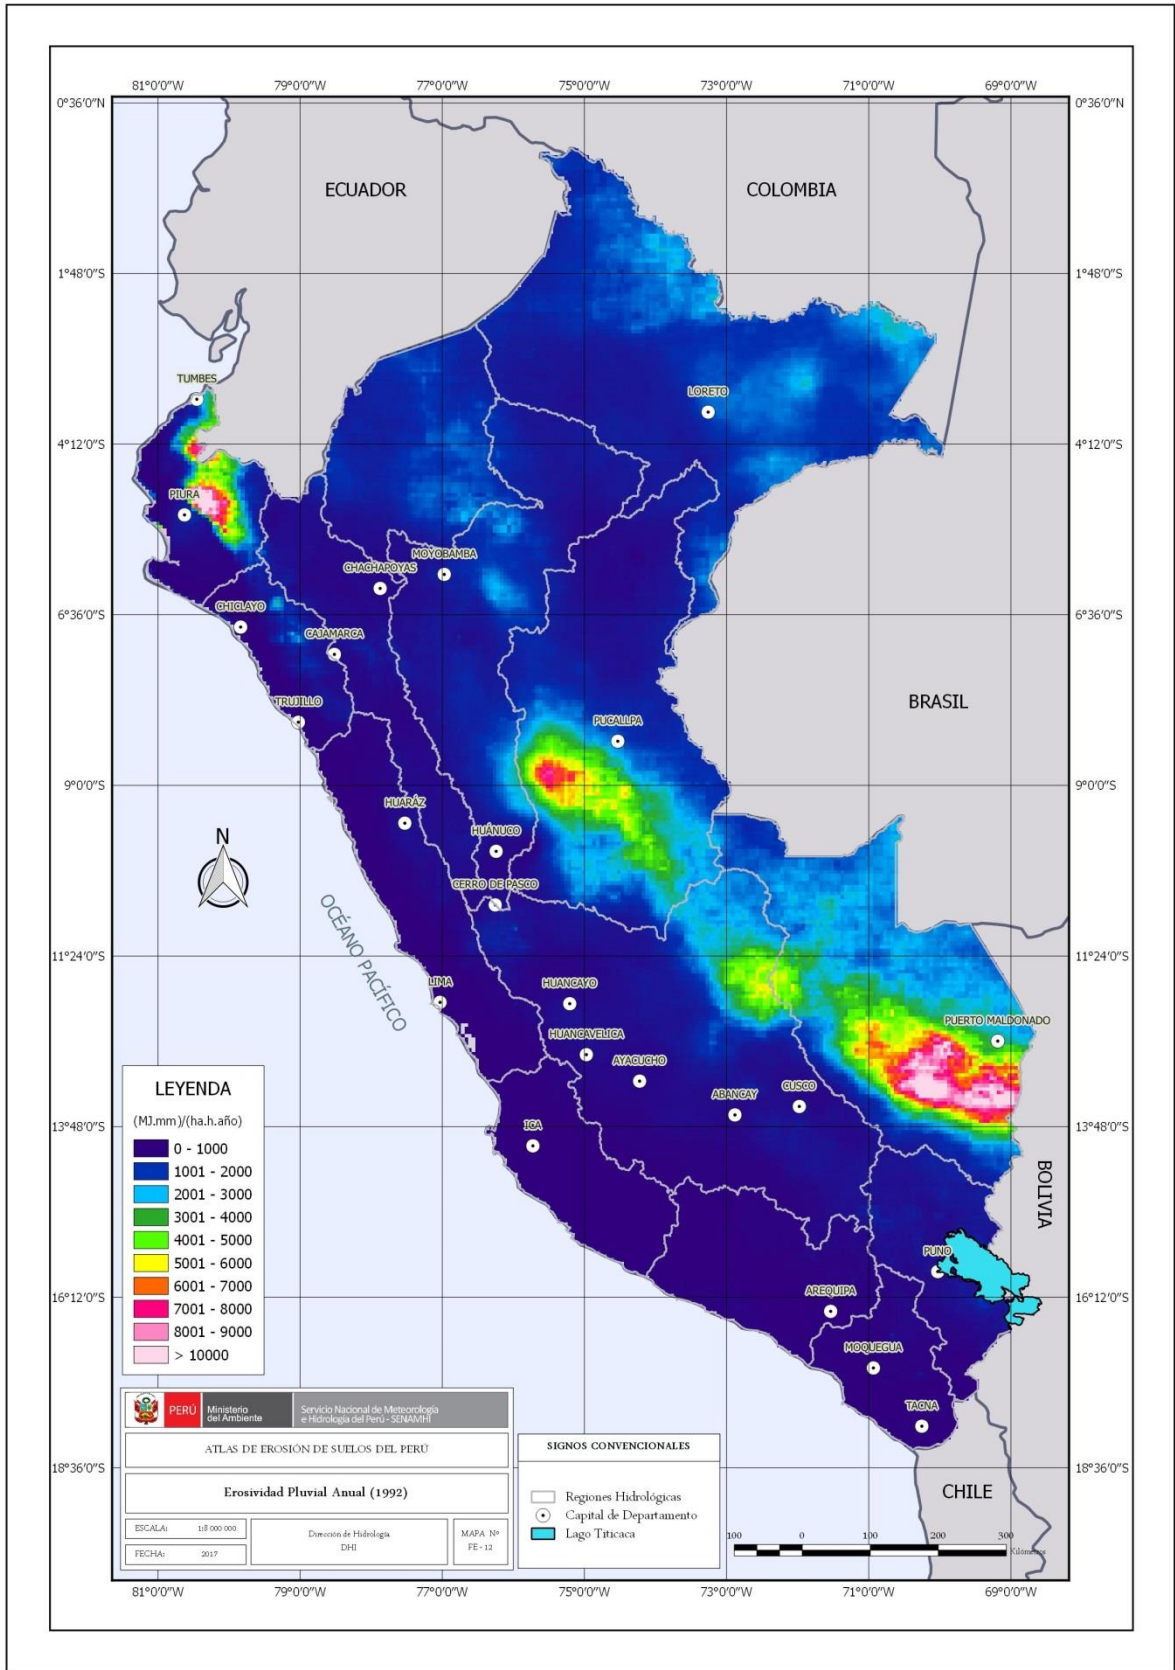 81°0'0"W 79°0'0"W 77°0'0"W 75°0'0"W 73°0'0"W 71°0'0"W 69°0'0"W
0°36'0"N 0°36'0"N
ECUADOR
COLOMBIA
1°48'0"S 1°48'0"S
TUMBES
LORETO
4°12'0"S 4°12'0"S
PIURA
MOYOBAMBA
CHACHAPOYAS
6°36'0"S 6°36'0"S
CHICLAYO
CAJAMARCA
BRASIL
TRUJILLO
PUCALLPA
9°0'0"S 9°0'0"S
HUARÁZ
HUÁNUCO
N
CERRO DE PASCO
OCÉANO PACÍFICO
11°24'0"S 11°24'0"S
LIMA
HUANCAYO
PUERTO MALDONADO
HUANCAVELICA
AYACUCHO
ABANCAY
CUSCO
13°48'0"S 13°48'0"S
ICA
BOLIVIA
PUNO
16°12'0"S 16°12'0"S
AREQUIPA
MOQUEGUA
TACNA
18°36'0"S 18°36'0"S
CHILE
LEYENDA
(MJ.mm)/(ha.h.año)
0 - 1000
1001 - 2000
2001 - 3000
3001 - 4000
4001 - 5000
5001 - 6000
6001 - 7000
7001 - 8000
8001 - 9000
> 10000
PERÚ
Ministerio
del Ambiente
Servicio Nacional de Meteorología
e Hidrología del Perú - SENAMHI
ATLAS DE EROSIÓN DE SUELOS DEL PERÚ
Erosividad Pluvial Anual (1992)
ESCALA: 1:8 000 000
FECHA: 2017
Dirección de Hidrología
DHI
MAPA Nº
FE - 12
SIGNOS CONVENCIONALES
Regiones Hidrológicas
Capital de Departamento
Lago Titicaca
100 0 100 200 300
Kilómetros
81°0'0"W 79°0'0"W 77°0'0"W 75°0'0"W 73°0'0"W 71°0'0"W 69°0'0"W